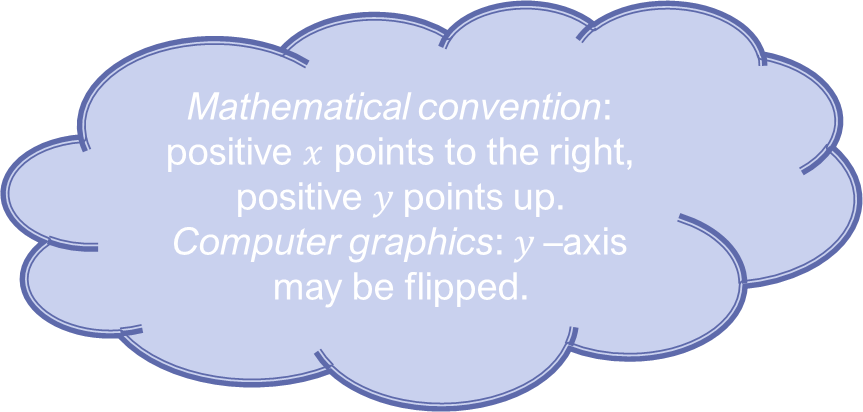 Mathematical convention:
positive x points to the right,
positive y points up.
Computer graphics: y –axis
may be flipped.